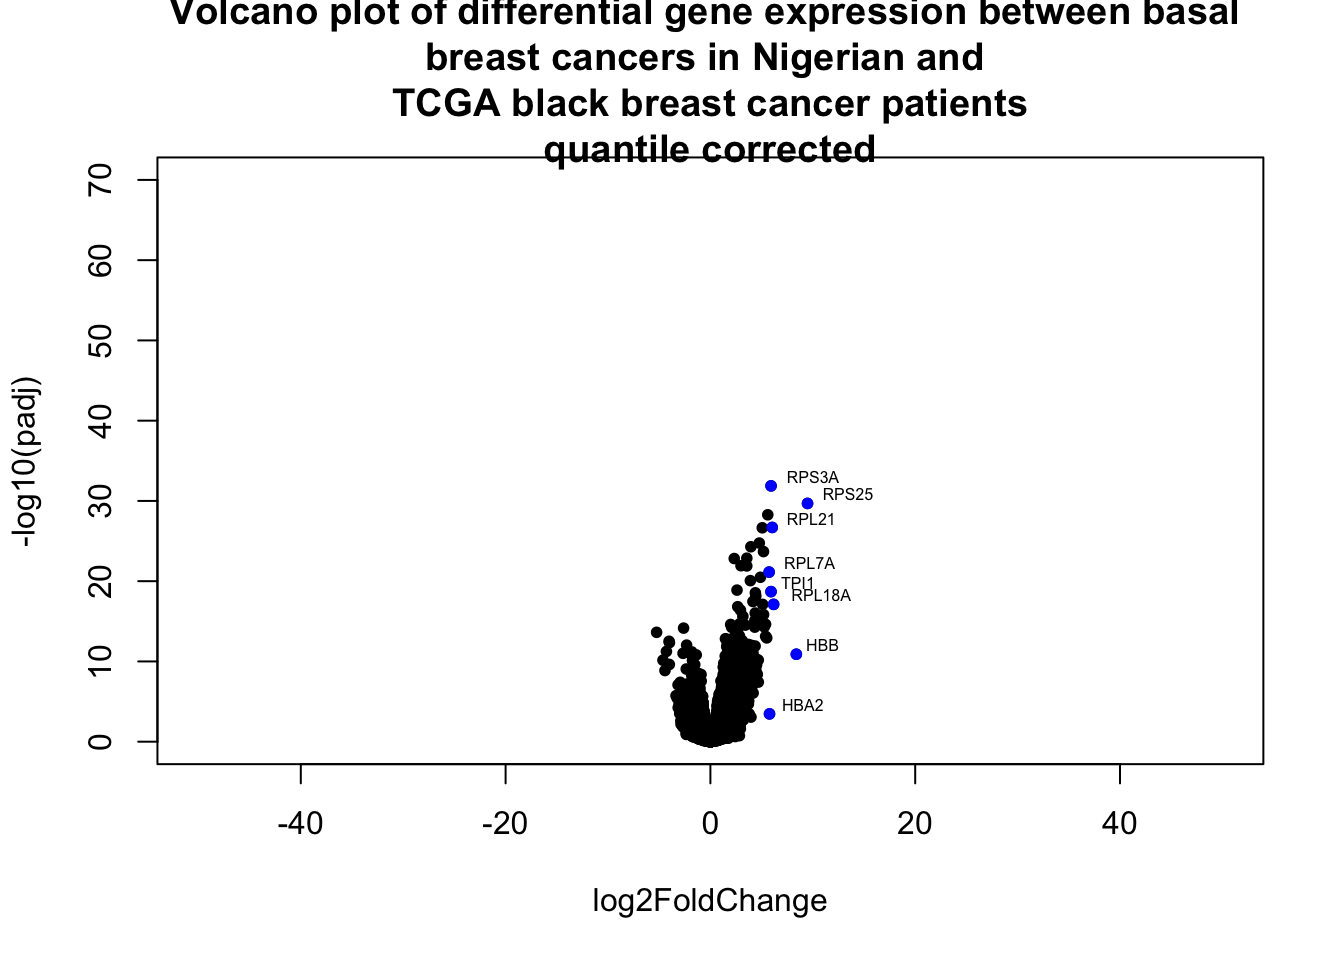 Volcano plot of differential gene expression between basal
breast cancers in Nigerian and
TCGA black breast cancer patients
quantile corrected
70
60
50
40
30
20
10
0
-log10(padj)
RPS3A
RPS25
RPL21
RPL7A
TPI1
RPL18A
HBB
HBA2
-40
-20
0
20
40
log2FoldChange